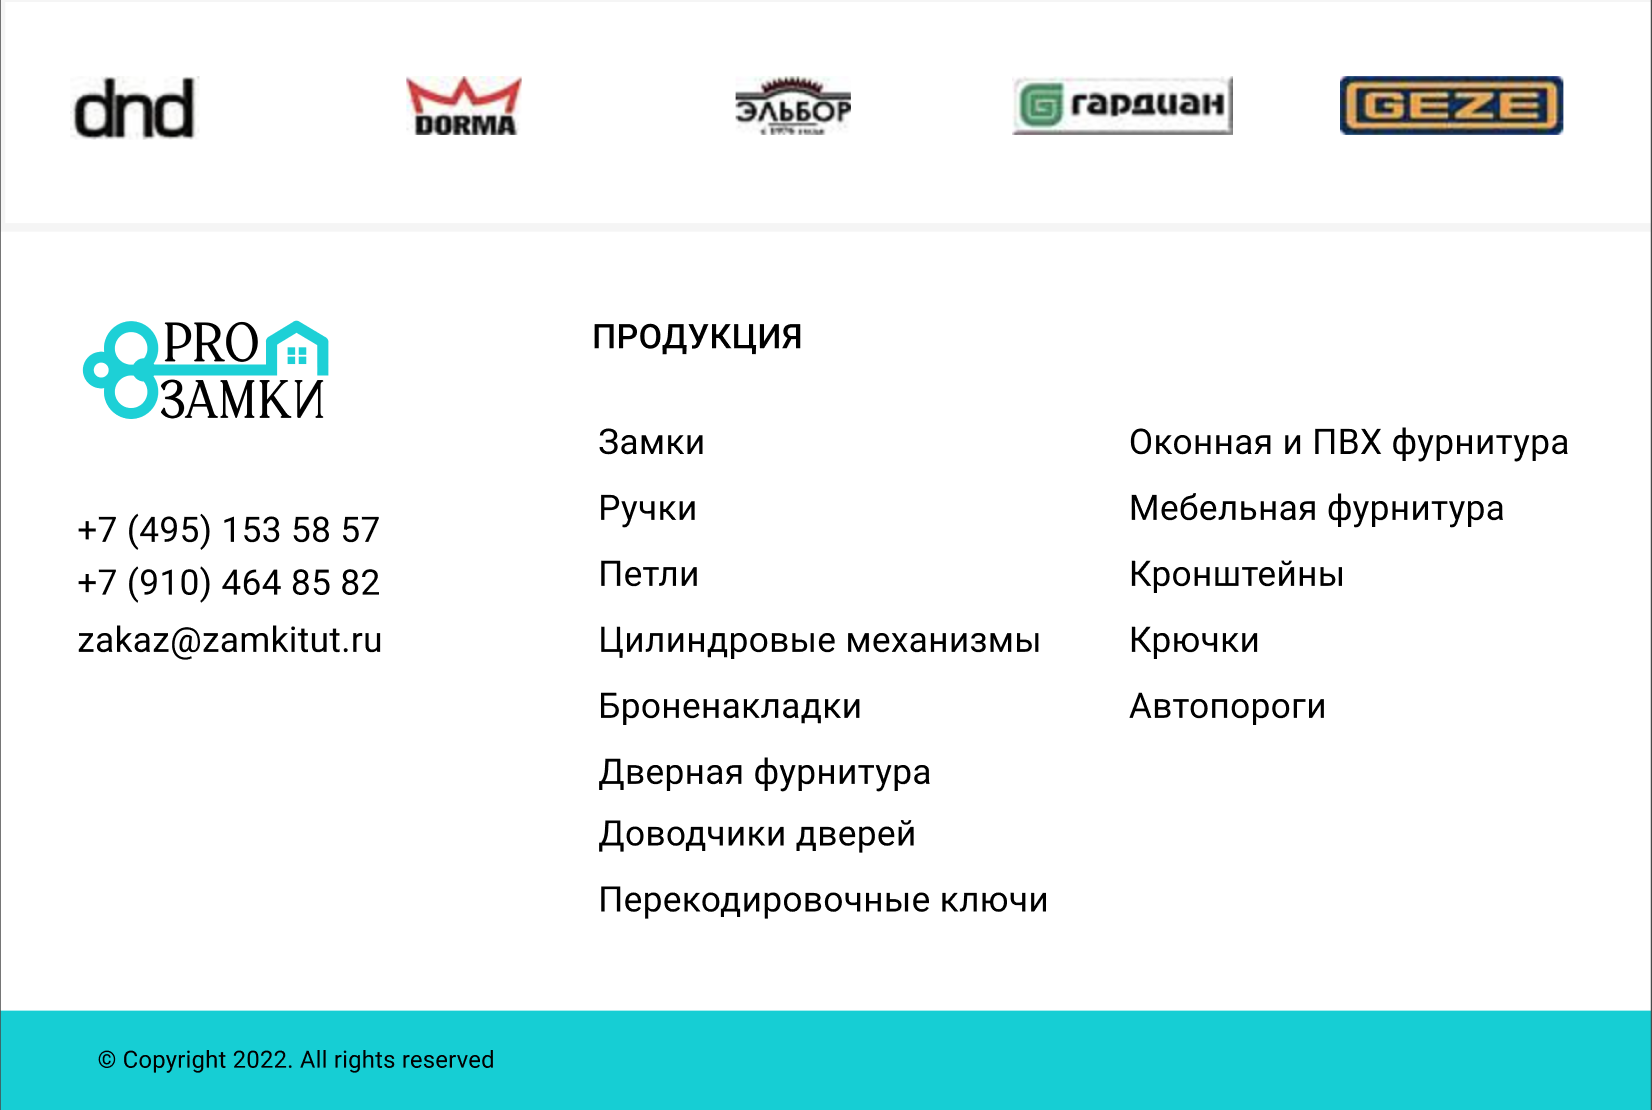 dnd
DORMA
ЭЛЬБОР
с 1976 года
гардиан
GEZE
PRO
ЗАМКИ
+7 (495) 153 58 57
+7 (910) 464 85 82
zakaz@zamkitut.ru
ПРОДУКЦИЯ
Замки
Ручки
Петли
Цилиндровые механизмы
Броненакладки
Дверная фурнитура
Доводчики дверей
Перекодировочные ключи
Оконная и ПВХ фурнитура
Мебельная фурнитура
Кронштейны
Крючки
Автопороги
© Copyright 2022. All rights reserved